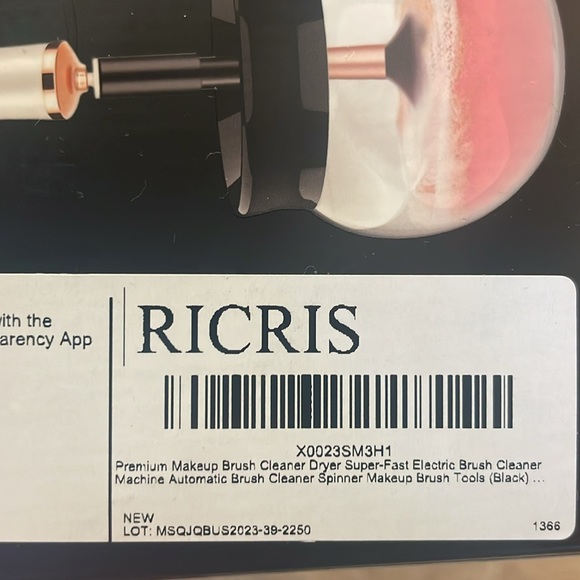 with the
arency App
RICRIS
X0023SM3H1
Premium Makeup Brush Cleaner Dryer Super-Fast Electric Brush Cleaner
Machine Automatic Brush Cleaner Spinner Makeup Brush Tools (Black) ...
NEW
LOT: MSQJQBUS2023-39-2250
1366